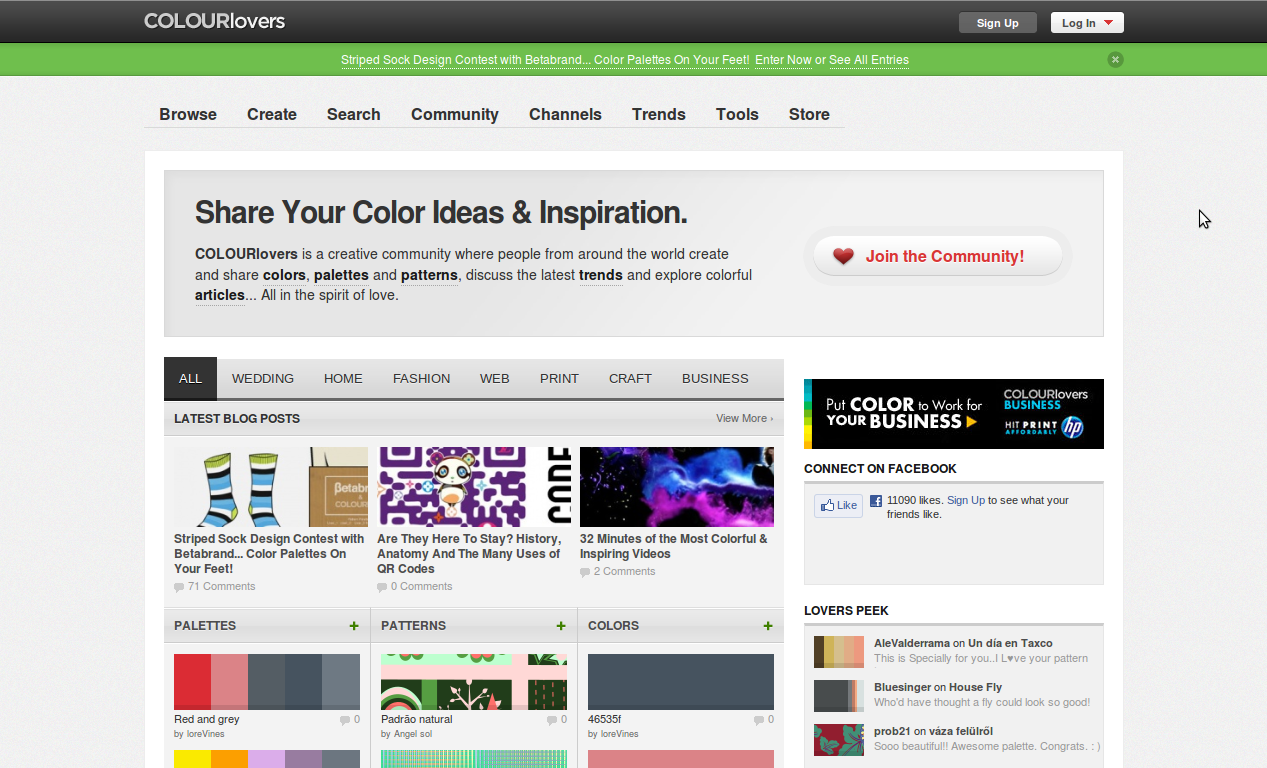 COLOURlovers
Sign Up
Log In
Striped Sock Design Contest with Betabrand... Color Palettes On Your Feet! Enter Now or See All Entries
Browse Create Search Community Channels Trends Tools Store
Share Your Color Ideas & Inspiration.
COLOURlovers is a creative community where people from around the world create
and share colors, palettes and patterns, discuss the latest trends and explore colorful
articles... All in the spirit of love.
Join the Community!
ALL WEDDING HOME FASHION WEB PRINT CRAFT BUSINESS
LATEST BLOG POSTS
View More ›
Striped Sock Design Contest with
Betabrand... Color Palettes On
Your Feet!
71 Comments
Are They Here To Stay? History,
Anatomy And The Many Uses of
QR Codes
0 Comments
32 Minutes of the Most Colorful &
Inspiring Videos
2 Comments
PALETTES +
Red and grey 0
by loreVines
PATTERNS +
Padrão natural 0
by Angel sol
COLORS +
46535f 0
by loreVines
Put COLOR to Work for
YOUR BUSINESS
COLOURlovers
BUSINESS
HIT PRINT
AFFORDABLY
hp
CONNECT ON FACEBOOK
Like
11090 likes. Sign Up to see what your
friends like.
LOVERS PEEK
AleValderrama on Un día en Taxco
This is Specially for you..I L♥ve your pattern
Bluesinger on House Fly
Who'd have thought a fly could look so good!
prob21 on váza felülről
Sooo beautiful!! Awesome palette. Congrats. : )